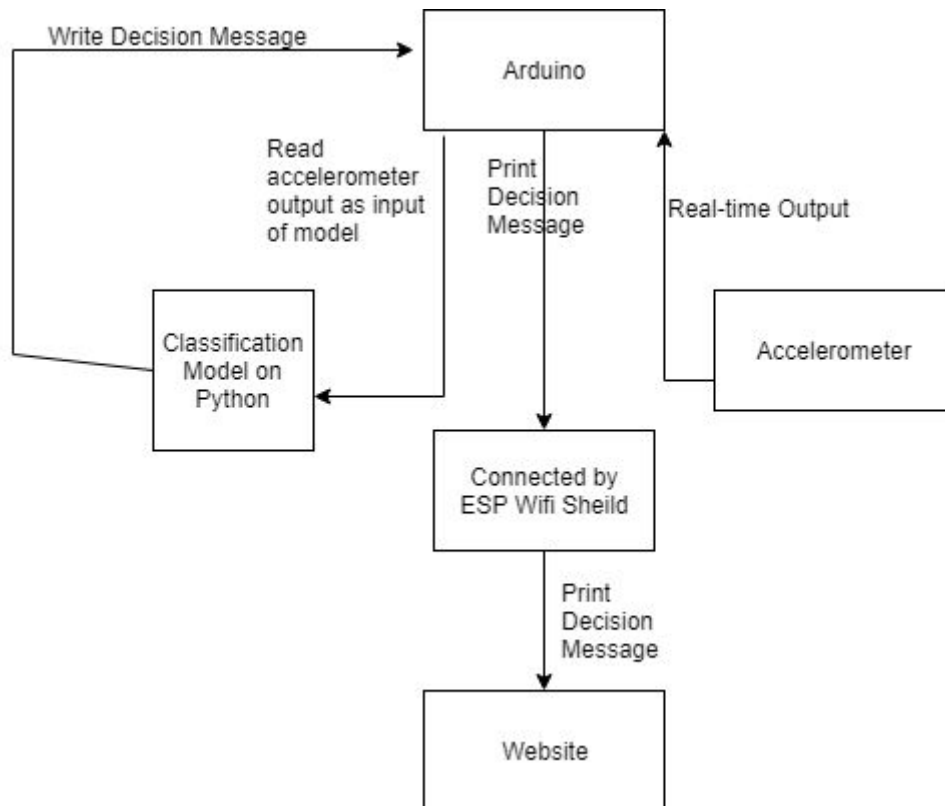 Write Decision Message
Arduino
Read
accelerometer
output as input
of model
Print
Decision
Message
Real-time Output
Classification
Model on
Python
Accelerometer
Connected by
ESP Wifi Sheild
Print
Decision
Message
Website